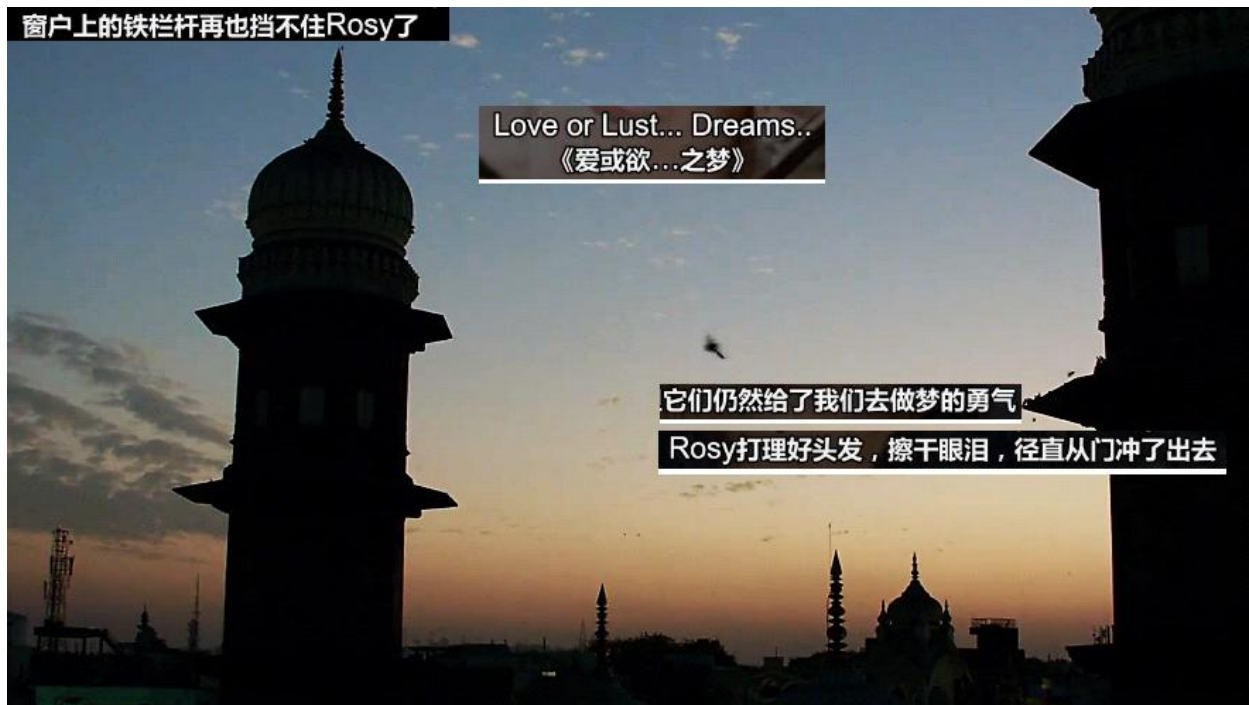 窗户上的铁栏杆再也挡不住Rosy了
Love or Lust... Dreams..
《爱或欲…之梦》
.它们仍然给了我们去做梦的勇气
Rosy打理好头发，擦干眼泪，径直从门冲了出去